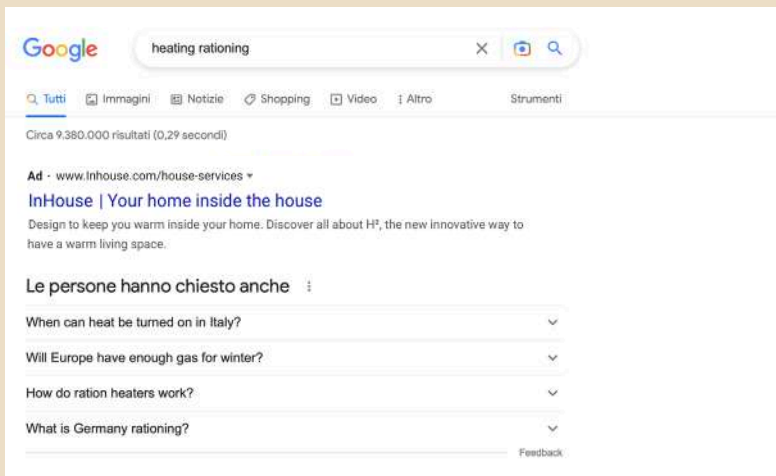 Google
heating rationing
Tutti Immagini Notizie Shopping Video Altro Strumenti
Circa 9.380.000 risultati (0,29 secondi)
Ad · www.Inhouse.com/house-services
InHouse | Your home inside the house
Design to keep you warm inside your home. Discover all about H², the new innovative way to
have a warm living space.
Le persone hanno chiesto anche
When can heat be turned on in Italy?
Will Europe have enough gas for winter?
How do ration heaters work?
What is Germany rationing?
Feedback